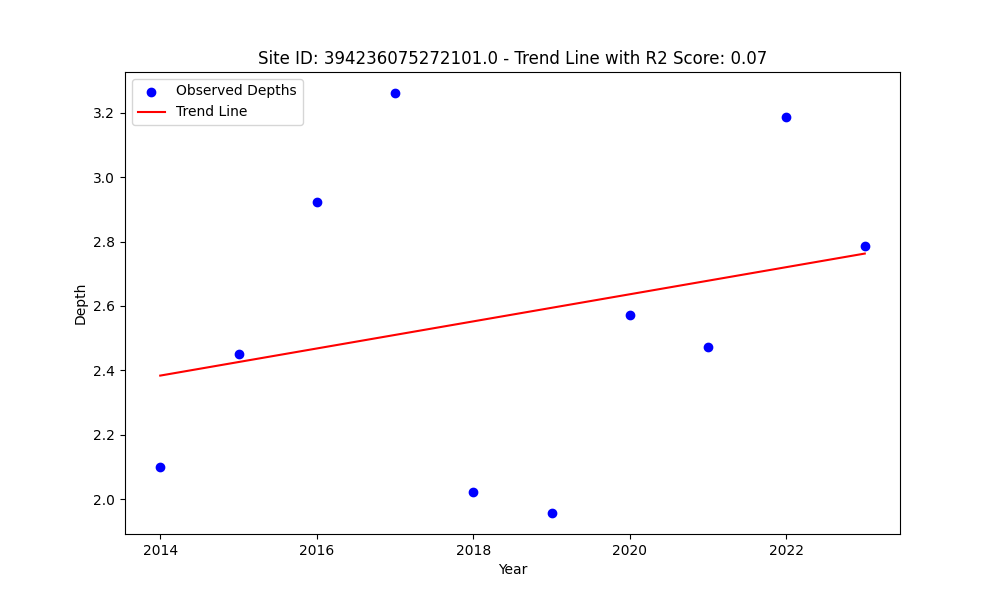 Site ID: 394236075272101.0 - Trend Line with R2 Score: 0.07
Observed Depths
Trend Line
3.2
3.0
2.8
2.6
2.4
2.2
2.0
Depth
2014
2016
2018
2020
2022
Year